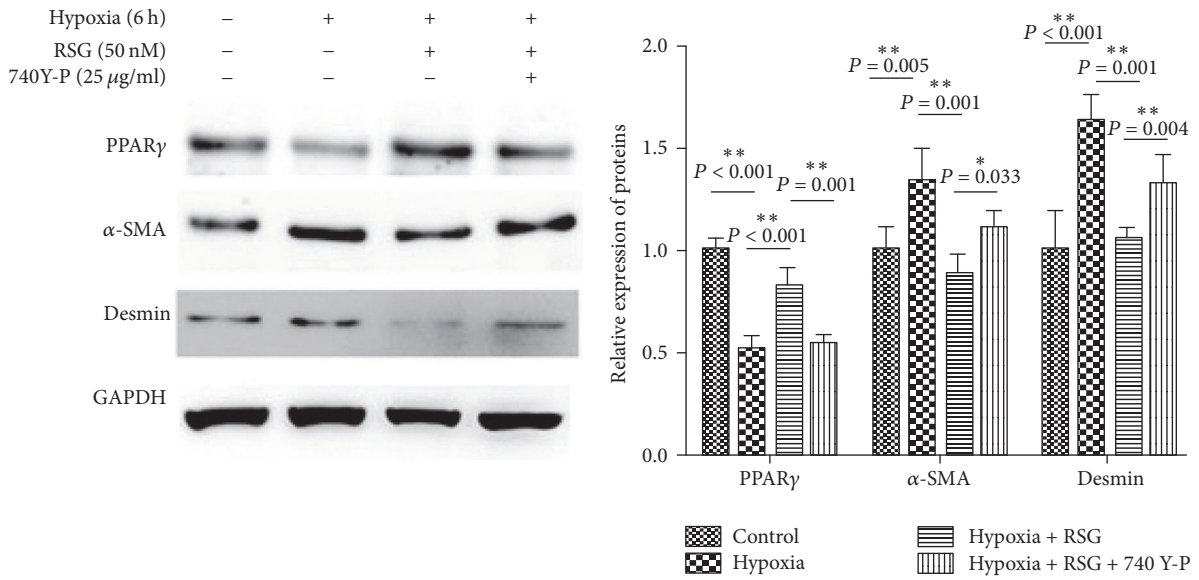 Hypoxia (6 h) − + + +
RSG (50 nM) − − + +
740Y-P (25 μg/ml) − − − +
PPARγ
α-SMA
Desmin
GAPDH
Relative expression of proteins
2.0
1.5
1.0
0.5
0.0
**
P < 0.001
**
P < 0.001
**
P = 0.001
**
P = 0.005
**
P = 0.001
*
P = 0.033
**
P < 0.001
**
P = 0.001
**
P = 0.004
PPARγ α-SMA Desmin
Control
Hypoxia
Hypoxia + RSG
Hypoxia + RSG + 740 Y-P